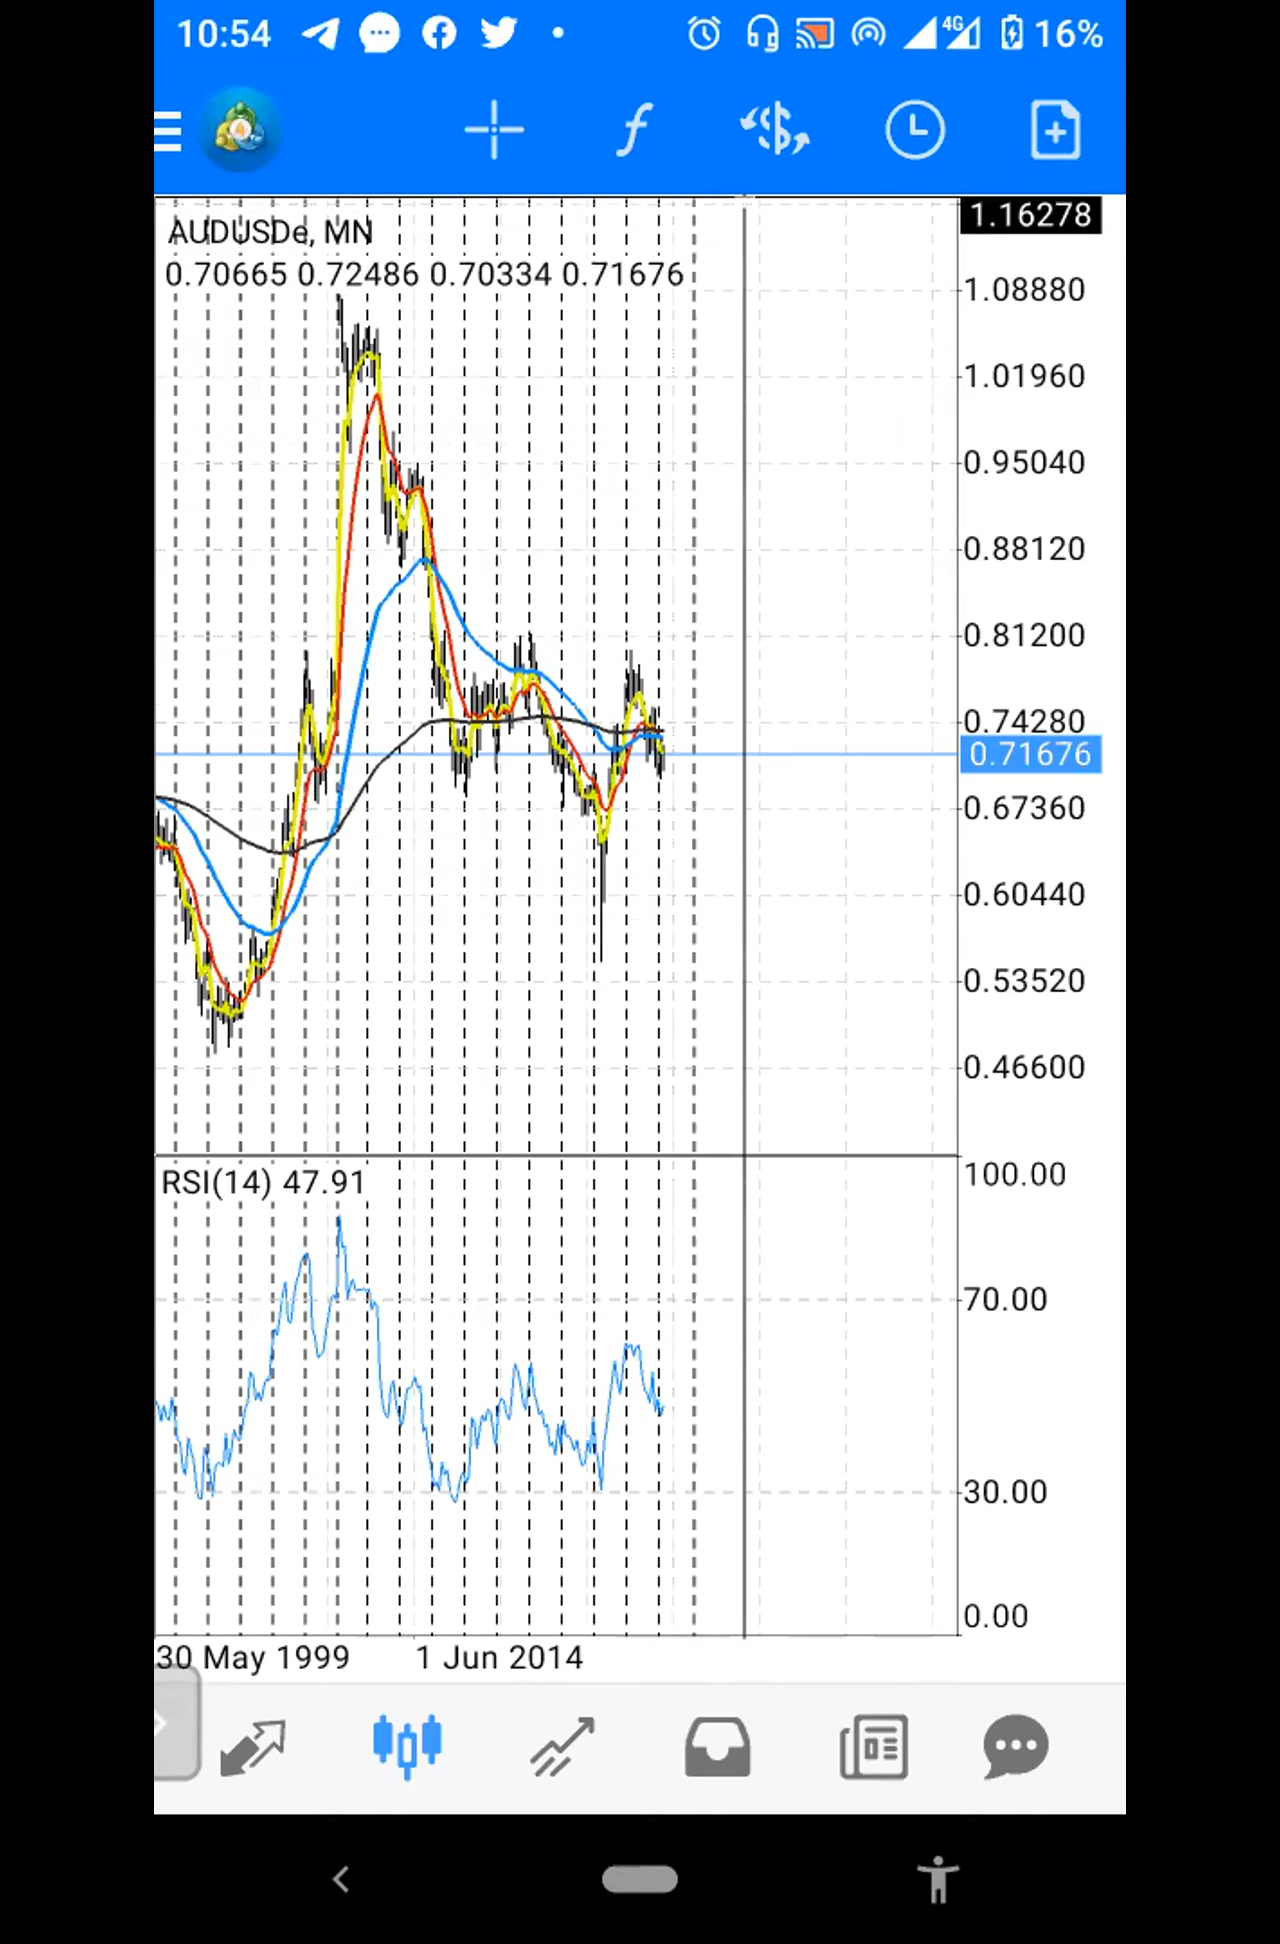 10:54
4G
16%
f
$
AUDUSDe, MN
0.70665 0.72486 0.70334 0.71676
1.16278
1.08880
1.01960
0.95040
0.88120
0.81200
0.74280
0.71676
0.67360
0.60440
0.53520
0.46600
RSI(14) 47.91
100.00
70.00
30.00
0.00
30 May 1999
1 Jun 2014